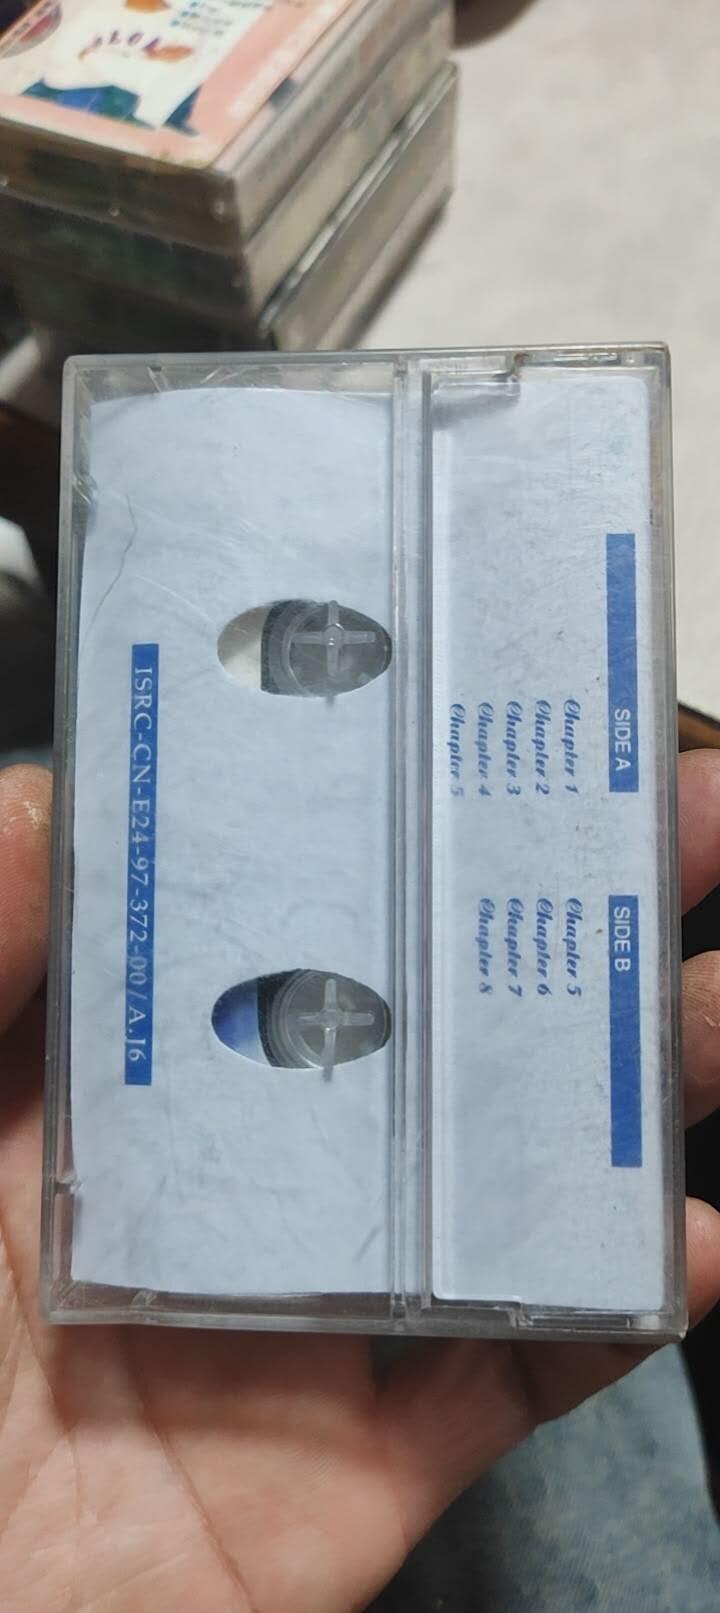 SIDE A
Chapter 1
Chapter 2
Chapter 3
Chapter 4
Chapter 5
SIDE B
Chapter 5
Chapter 6
Chapter 7
Chapter 8
ISRC-CN-E24-97-372-00/A.J6